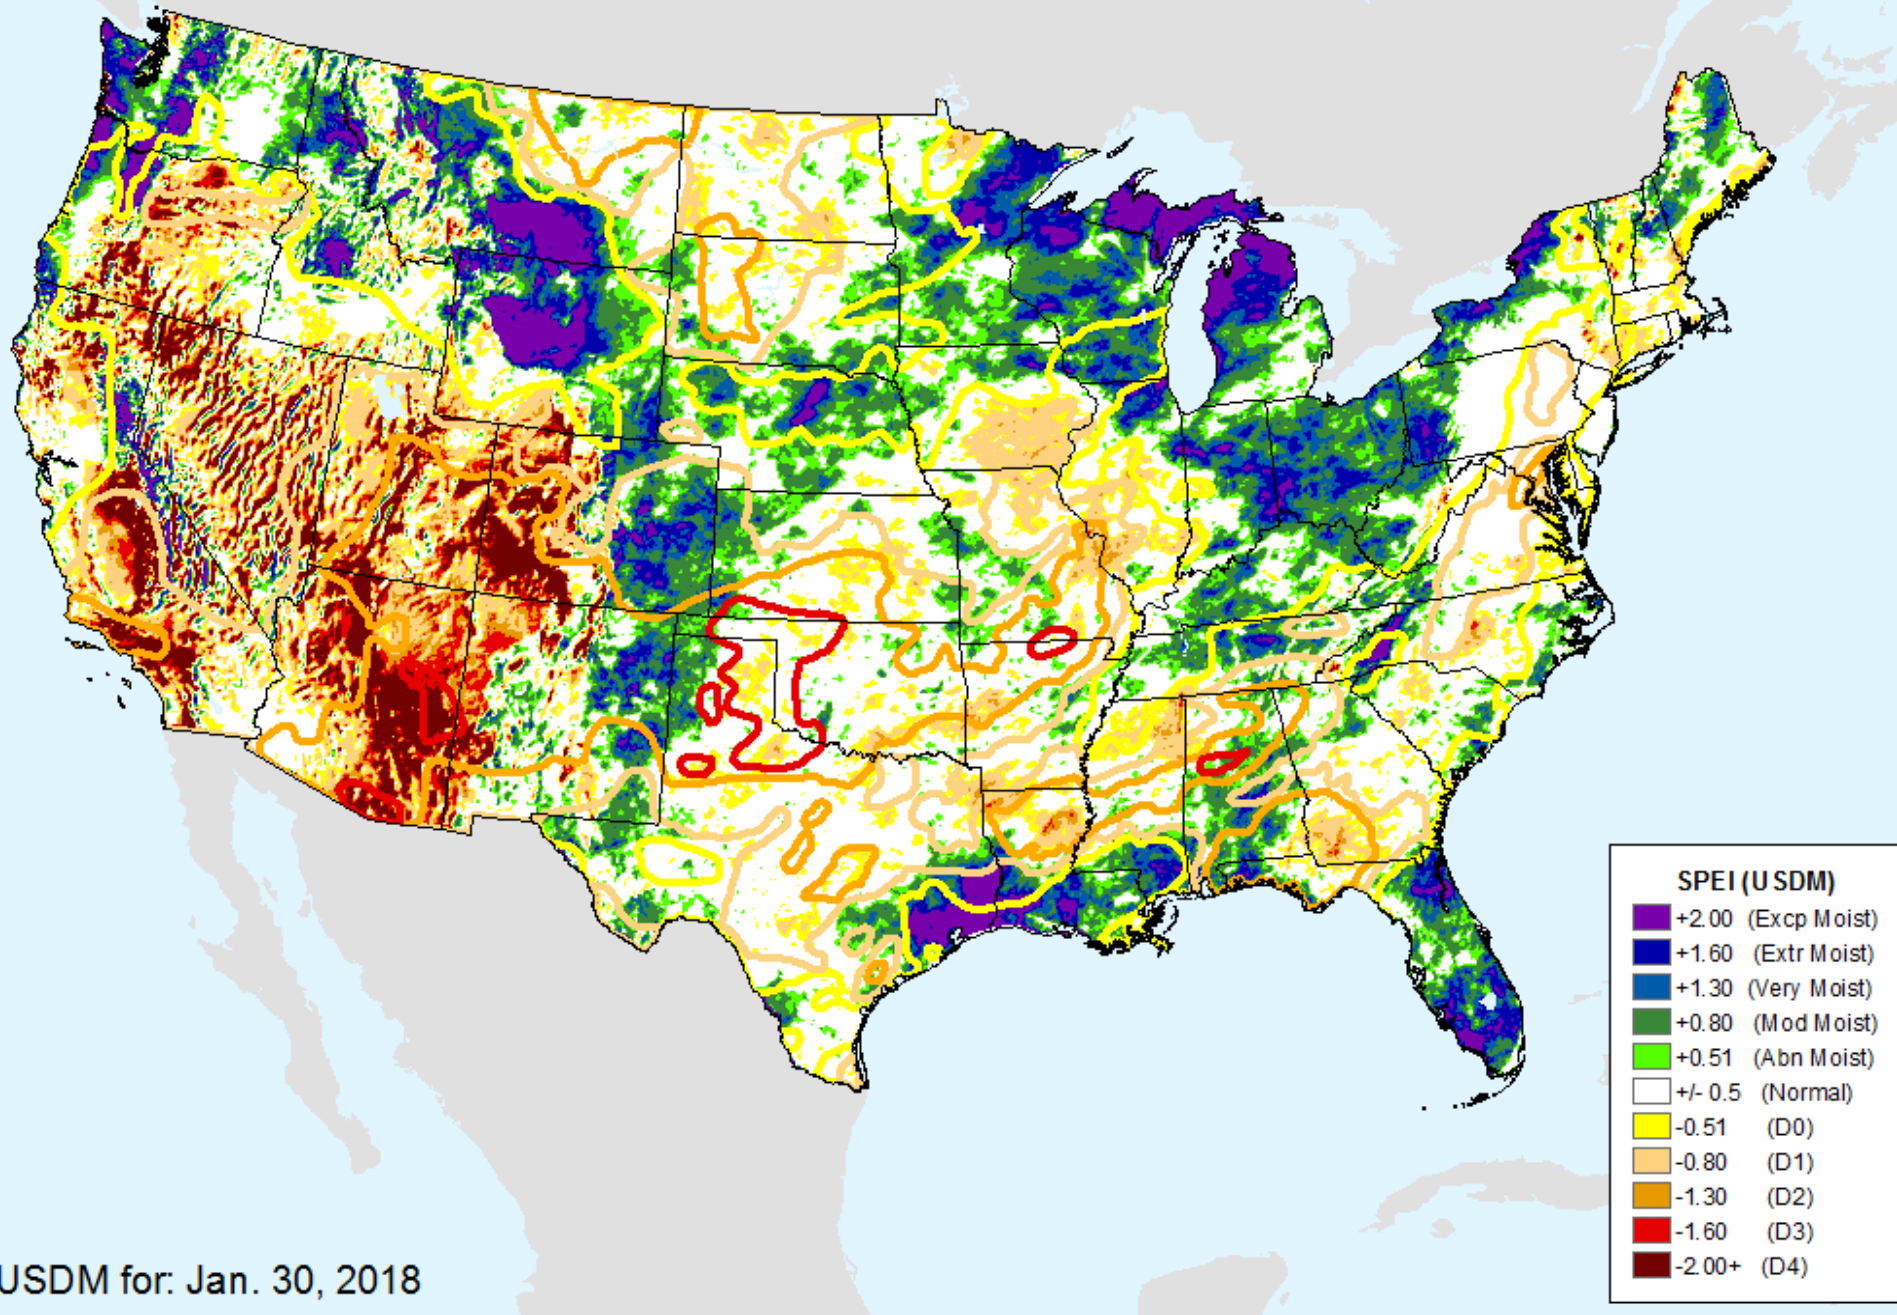 SPEI (USDM)
+2.00 (Excp Moist)
+1.60 (Extr Moist)
+1.30 (Very Moist)
+0.80 (Mod Moist)
+0.51 (Abn Moist)
+/- 0.5 (Normal)
-0.51 (D0)
-0.80 (D1)
-1.30 (D2)
-1.60 (D3)
-2.00+ (D4)
USDM for: Jan. 30, 2018